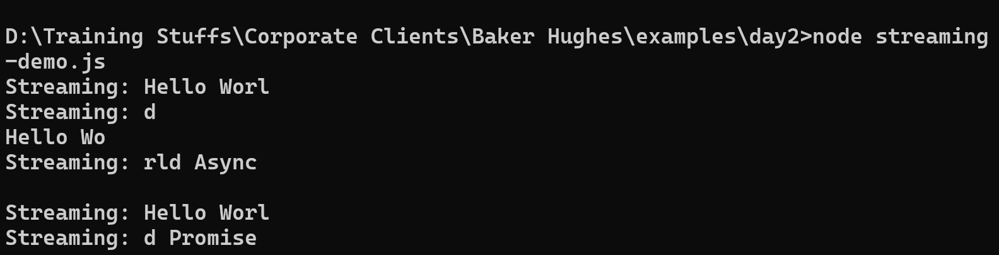 D:\Training Stuffs\Corporate Clients\Baker Hughes\examples\day2>node streaming
-demo.js
Streaming: Hello Worl
Streaming: d
Hello Wo
Streaming: rld Async
Streaming: Hello Worl
Streaming: d Promise